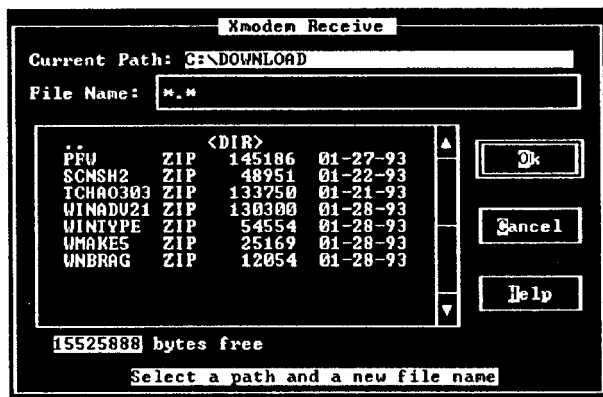 Xmodem Receive
Current Path: C:\DOWNLOAD
File Name: *.*
.. <DIR>
PFW ZIP 145186 01-27-93
SCNSH2 ZIP 48951 01-22-93
TCHAO303 ZIP 133750 01-21-93
WINADV21 ZIP 130300 01-28-93
WINTYPE ZIP 54554 01-28-93
WMAKE5 ZIP 25169 01-28-93
WNBRAG ZIP 12054 01-28-93
Ok
Cancel
Help
15525888 bytes free
Select a path and a new file name